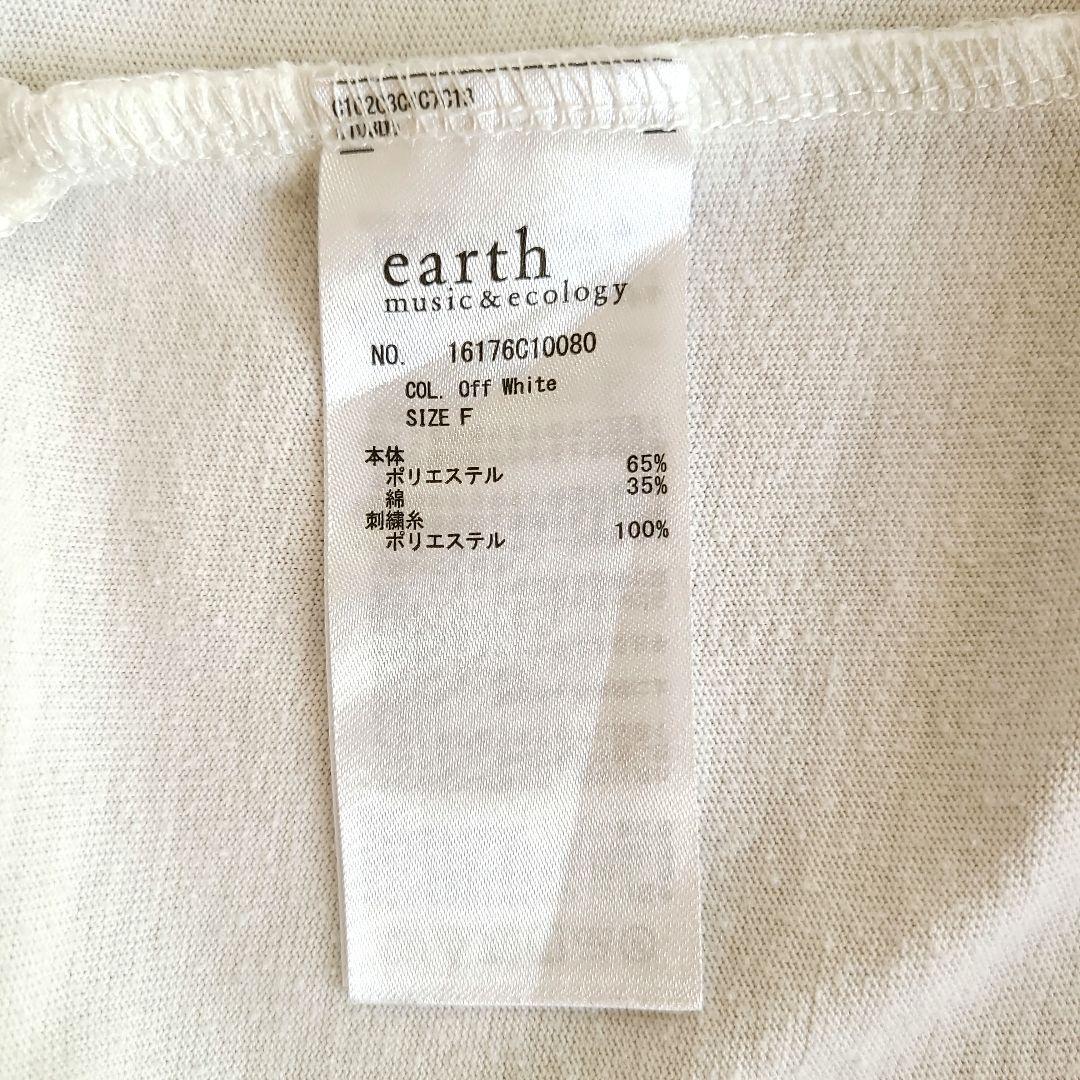 earth
music&ecology
NO. 16176C10080
COL. Off White
SIZE F
本体
ポリエステル 65%
綿 35%
刺繍糸
ポリエステル 100%